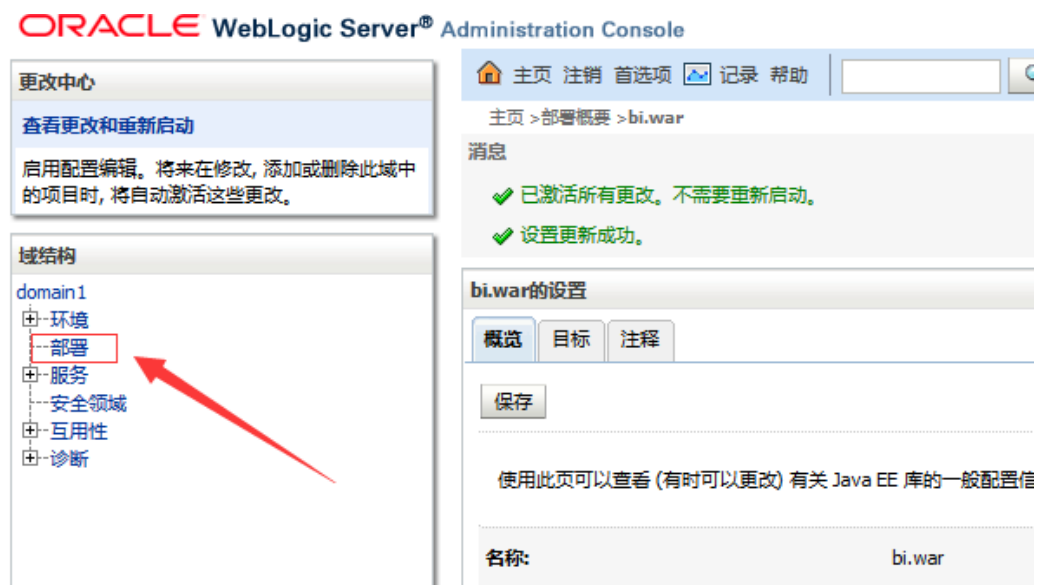 ORACLE WebLogic Server® Administration Console
更改中心
查看更改和重新启动
启用配置编辑。将来在修改, 添加或删除此域中
的项目时, 将自动激活这些更改。
域结构
domain1
环境
部署
服务
安全领域
互用性
诊断
主页 注销 首选项 记录 帮助
主页 >部署概要 >bi.war
消息
已激活所有更改。不需要重新启动。
设置更新成功。
bi.war的设置
概览 目标 注释
保存
使用此页可以查看 (有时可以更改) 有关 Java EE 库的一般配置信
名称: bi.war